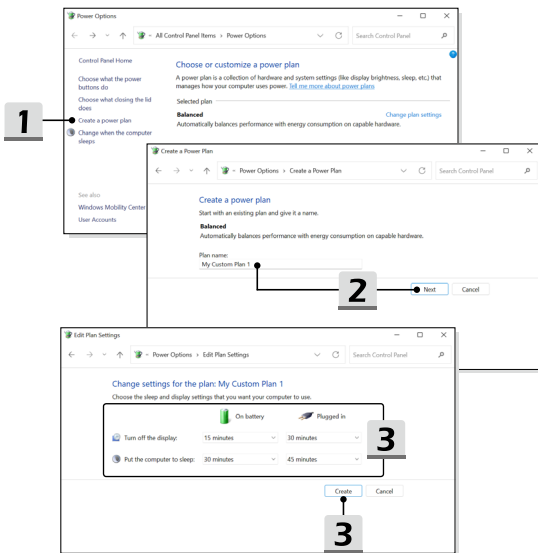 Power Options
All Control Panel Items › Power Options
Search Control Panel
Control Panel Home
Choose what the power
buttons do
Choose what closing the lid
does
Create a power plan
Change when the computer
sleeps
See also
Windows Mobility Center
User Accounts
Choose or customize a power plan
A power plan is a collection of hardware and system settings (like display brightness, sleep, etc.) that
manages how your computer uses power. Tell me more about power plans
Selected plan
Balanced
Change plan settings
Automatically balances performance with energy consumption on capable hardware.
1
Create a Power Plan
Power Options › Create a Power Plan
Search Control Panel
Create a power plan
Start with an existing plan and give it a name.
Balanced
Automatically balances performance with energy consumption on capable hardware.
Plan name:
My Custom Plan 1
2
Next
Cancel
Edit Plan Settings
Power Options › Edit Plan Settings
Search Control Panel
Change settings for the plan: My Custom Plan 1
Choose the sleep and display settings that you want your computer to use.
On battery
Plugged in
Turn off the display:
15 minutes
30 minutes
Put the computer to sleep:
30 minutes
45 minutes
3
Create
Cancel
3